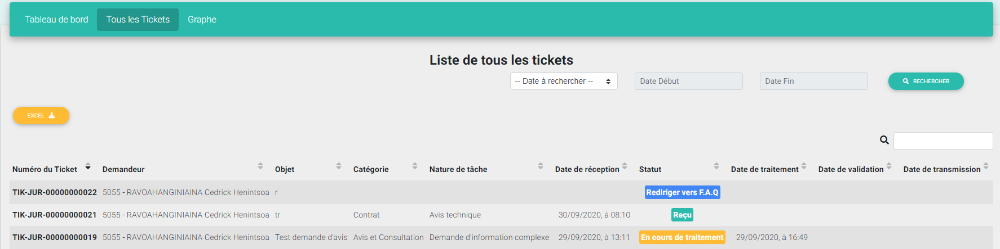 Tableau de bord Tous les Tickets Graphe
Liste de tous les tickets
-- Date à rechercher -- Date Début Date Fin RECHERCHER
EXCEL
Numéro du Ticket Demandeur Objet Catégorie Nature de tâche Date de réception Statut Date de traitement Date de validation Date de transmission
TIK-JUR-00000000022 5055 - RAVOAHANGINIAINA Cedrick Henintsoa r Rediriger vers F.A.Q
TIK-JUR-00000000021 5055 - RAVOAHANGINIAINA Cedrick Henintsoa tr Contrat Avis technique 30/09/2020, à 08:10 Reçu
TIK-JUR-00000000019 5055 - RAVOAHANGINIAINA Cedrick Henintsoa Test demande d'avis Avis et Consultation Demande d'information complexe 29/09/2020, à 13:11 En cours de traitement 29/09/2020, à 16:49